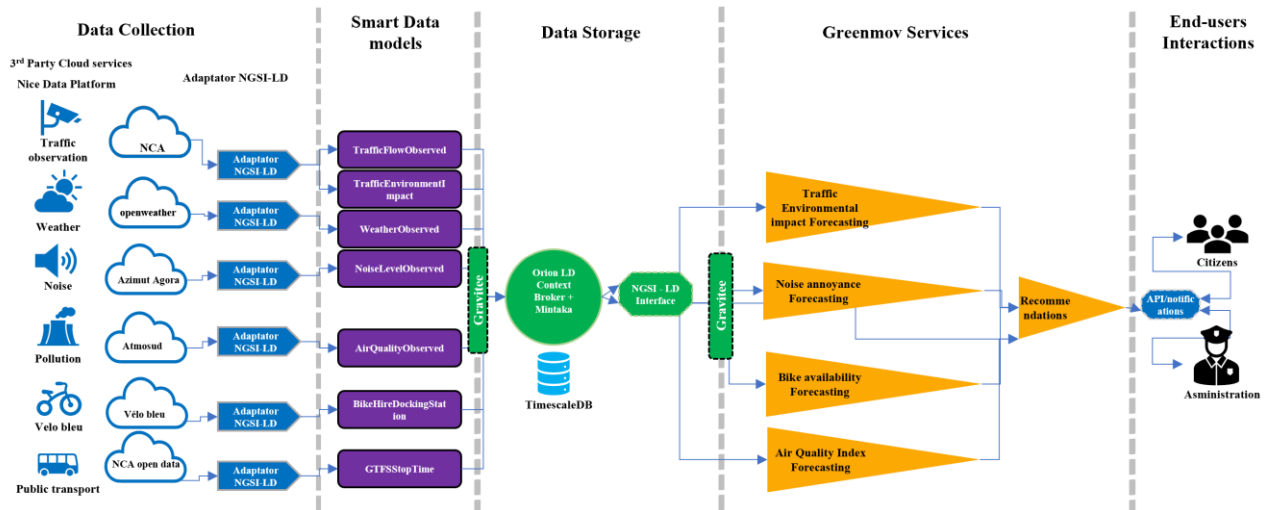 Data Collection
Smart Data
models
Data Storage
Greenmov Services
End-users
Interactions
3rd Party Cloud services
Nice Data Platform
Adaptator NGSI-LD
Traffic
observation
NCA
Adaptator
NGSI-LD
TrafficFlowObserved
TrafficEnvironmentI
mpact
Weather
openweather
Adaptator
NGSI-LD
WeatherObserved
Noise
Azimut Agora
Adaptator
NGSI-LD
NoiseLevelObserved
Pollution
Atmosud
Adaptator
NGSI-LD
AirQualityObserved
Velo bleu
Vélo bleu
Adaptator
NGSI-LD
BikeHireDockingStat
ion
Public transport
NCA open data
Adaptator
NGSI-LD
GTFSStopTime
Gravitee
Orion LD
Context
Broker +
Mintaka
TimescaleDB
NGSI - LD
Interface
Gravitee
Traffic
Environmental
impact Forecasting
Noise annoyance
Forecasting
Bike availability
Forecasting
Air Quality Index
Forecasting
Recomme
ndations
API/notific
ations
Citizens
Asministration